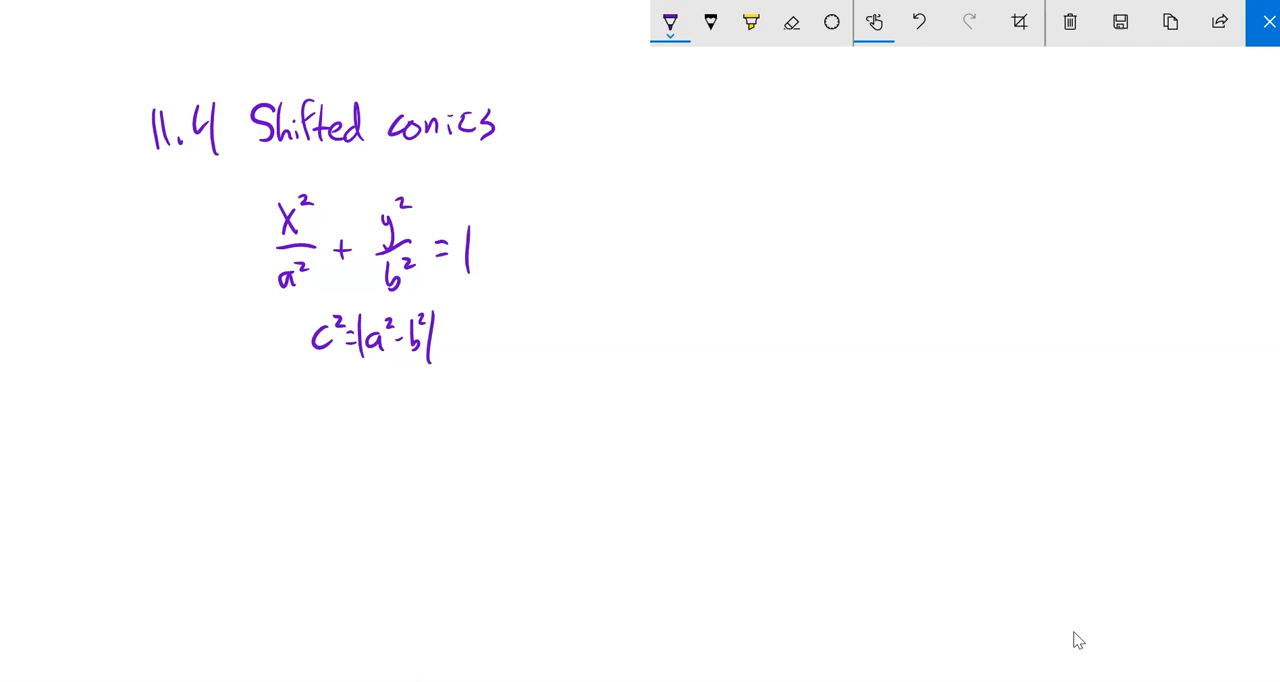 11.4 Shifted conics
x²/a² + y²/b² = 1
c²=|a²-b²|